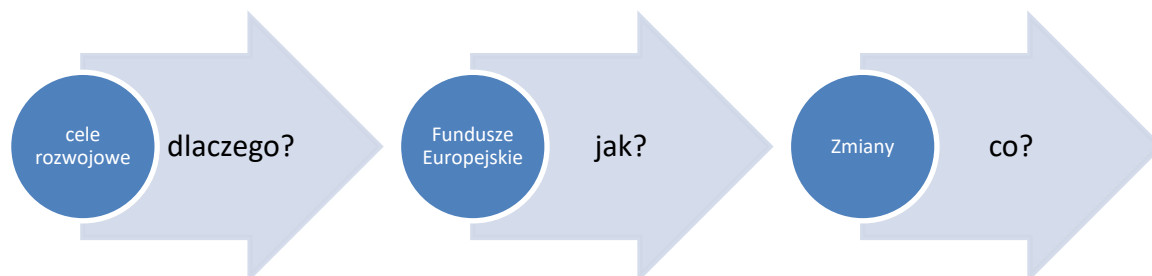 cele
rozwojowe
dlaczego?
Fundusze
Europejskie
jak?
Zmiany
co?